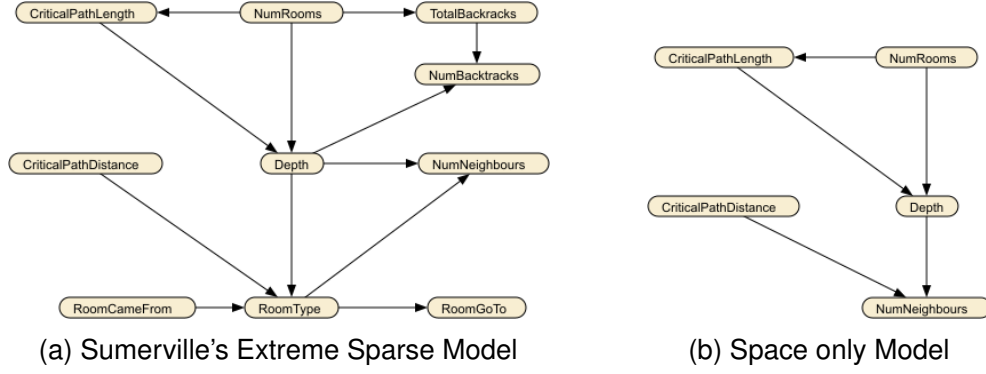 CriticalPathLength NumRooms TotalBacktracks
NumBacktracks
CriticalPathDistance Depth NumNeighbours
RoomCameFrom RoomType RoomGoTo
(a) Sumerville's Extreme Sparse Model
CriticalPathLength NumRooms
CriticalPathDistance Depth
NumNeighbours
(b) Space only Model